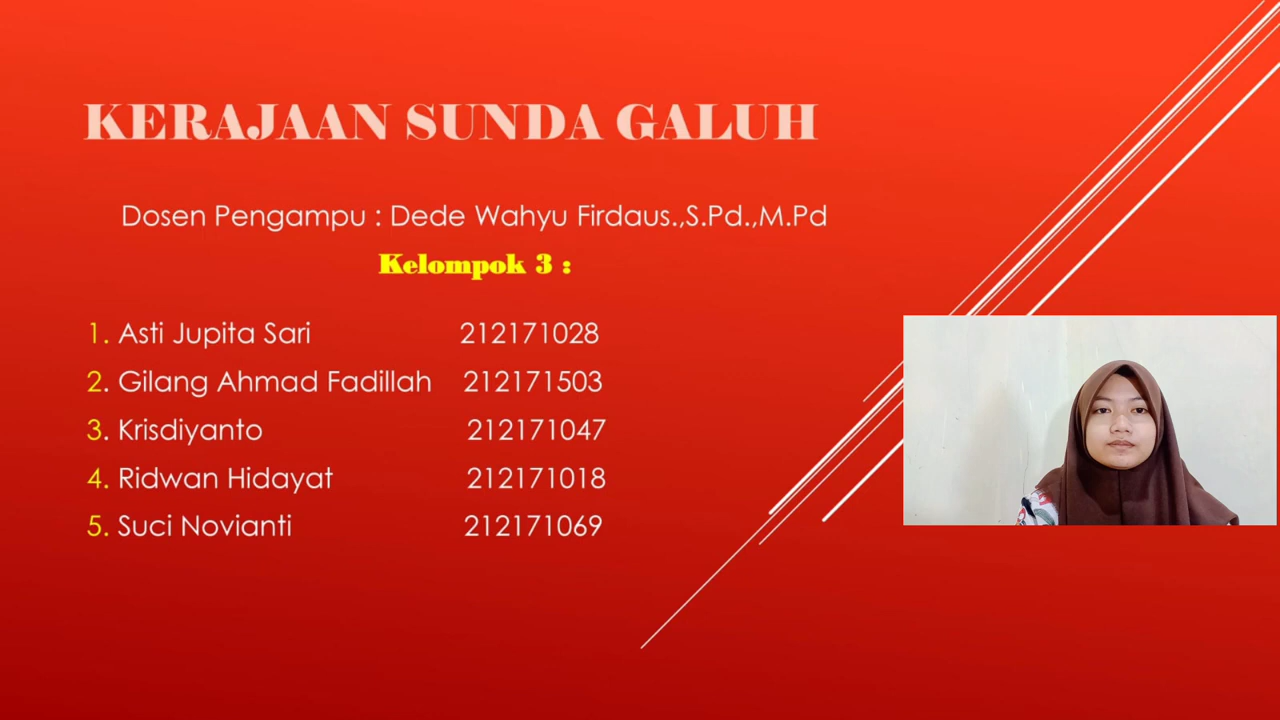 KERAJAAN SUNDA GALUH
Dosen Pengampu : Dede Wahyu Firdaus.,S.Pd.,M.Pd
Kelompok 3 :
1. Asti Jupita Sari 212171028
2. Gilang Ahmad Fadillah 212171503
3. Krisdiyanto 212171047
4. Ridwan Hidayat 212171018
5. Suci Novianti 212171069